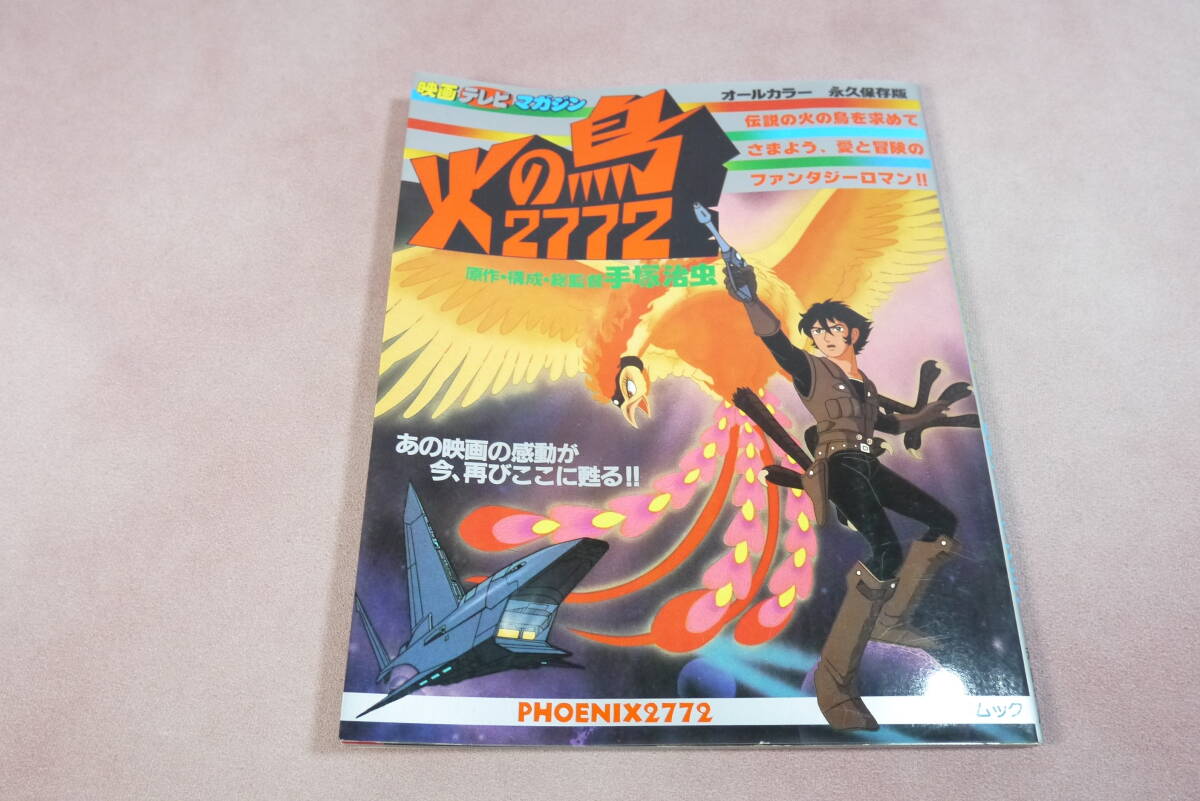 映画テレビマガジン
オールカラー 永久保存版
伝説の火の鳥を求めて
さまよう、愛と冒険の
ファンタジーロマン!!
火の鳥
2772
原作・構成・総監督 手塚治虫
あの映画の感動が
今、再びここに甦る!!
PHOENIX2772
ムック